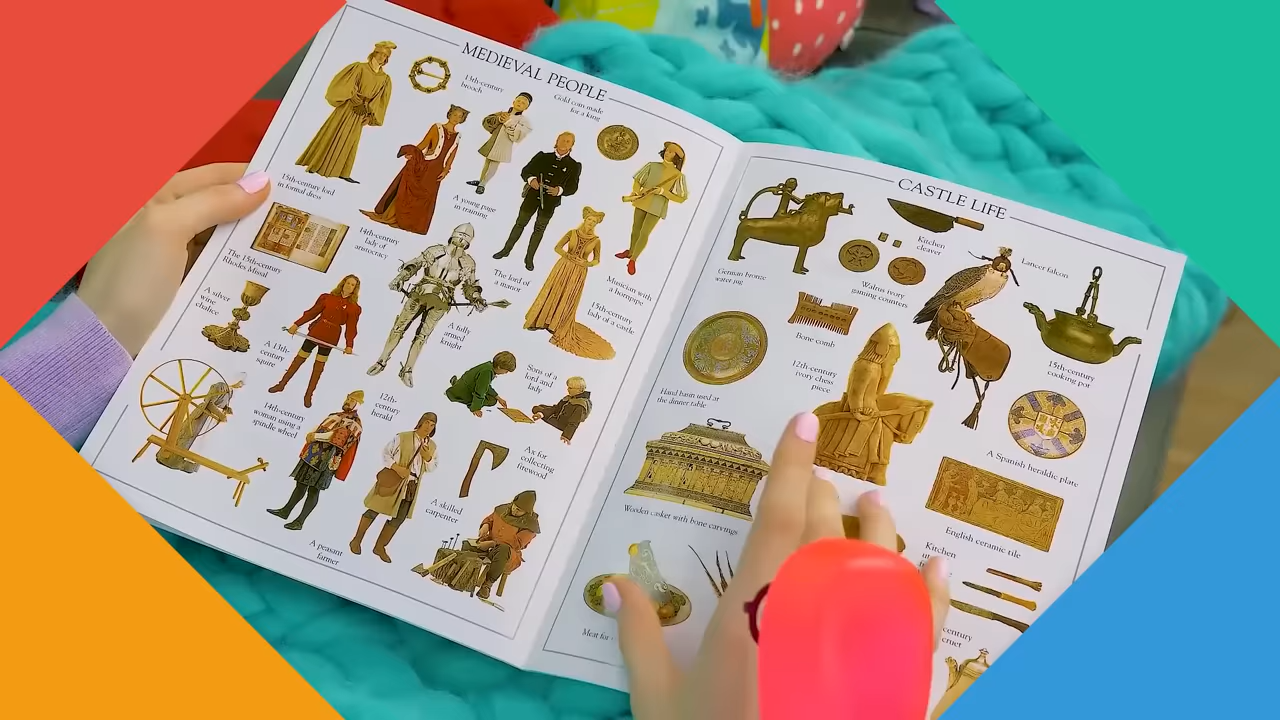 MEDIEVAL PEOPLE
13th-century
brooch
Gold coin made
for a king
15th-century lord
in formal dress
14th-century
lady of
aristocracy
A young page
in training
The lord of
a manor
Musician with
a hornpipe
The 15th-century
Rhodes Missal
15th-century
lady of a castle
A silver
wine
chalice
A 13th-
century
squire
A fully
armed
knight
Sons of a
lord and
lady
14th-century
woman using a
spindle wheel
12th-
century
herald
Ax for
collecting
firewood
A skilled
carpenter
A peasant
farmer
CASTLE LIFE
German bronze
water jug
Kitchen
cleaver
Walrus ivory
gaming counters
Lancer falcon
Bone comb
15th-century
cooking pot
Hand basin used at
the dinner table
12th-century
ivory chess
piece
A Spanish heraldic plate
Wooden casket with bone carvings
English ceramic tile
Kitchen
Meat for
century
cruet